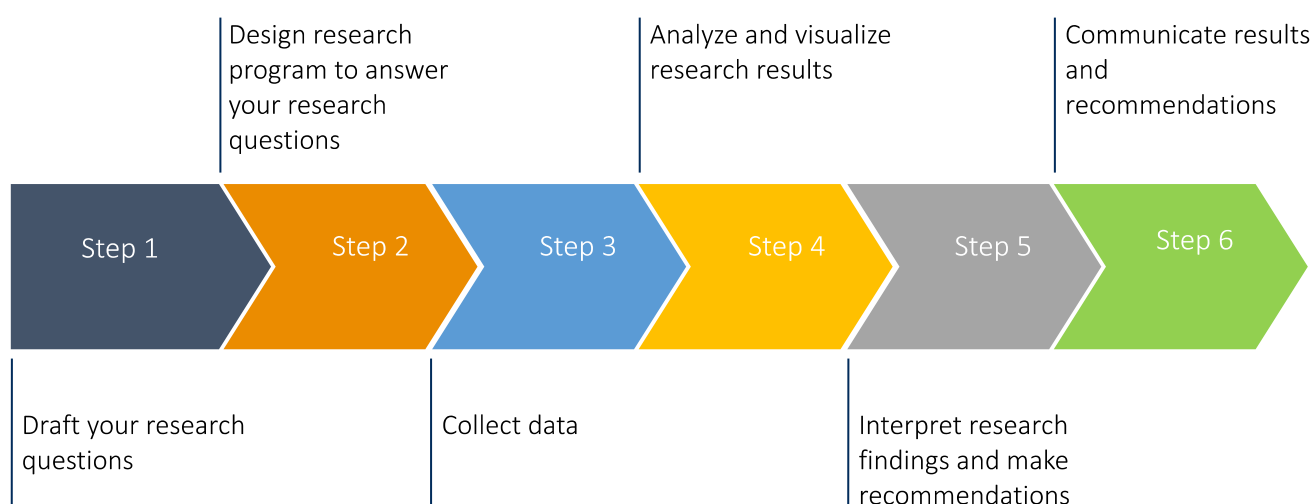 Design research
program to answer
your research
questions
Analyze and visualize
research results
Communicate results
and
recommendations
Step 1
Step 2
Step 3
Step 4
Step 5
Step 6
Draft your research
questions
Collect data
Interpret research
findings and make
recommendations